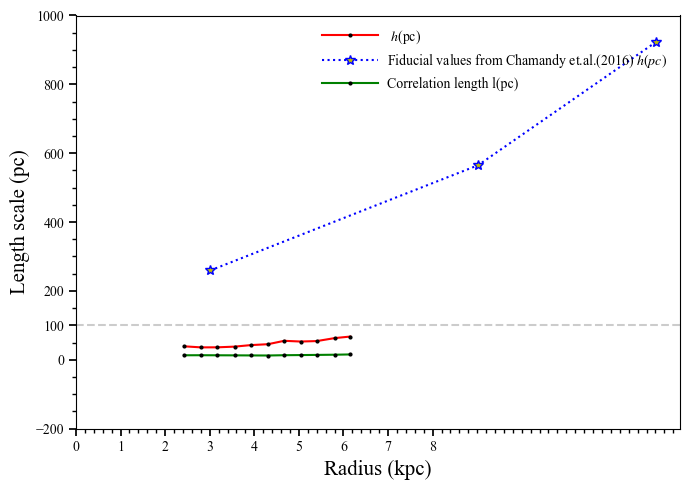 1000
800
600
400
200
100
0
−200
Length scale (pc)
h(pc)
Fiducial values from Chamandy et.al.(2016) h(pc)
Correlation length l(pc)
0 1 2 3 4 5 6 7 8
Radius (kpc)